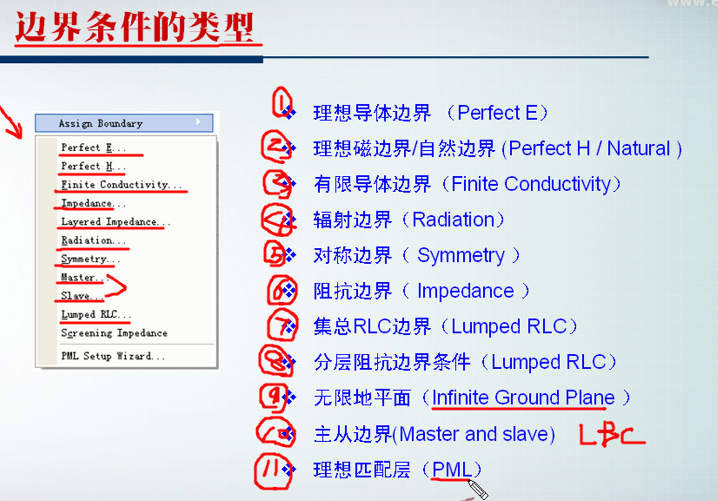 www.e
边界条件的类型
Assign Boundary
Perfect E...
Perfect H...
Finite Conductivity...
Impedance...
Layered Impedance...
Radiation...
Symmetry...
Master...
Slave...
Lumped RLC...
Screening Impedance
PML Setup Wizard...
① 理想导体边界 （Perfect E）
② 理想磁边界/自然边界 (Perfect H / Natural )
③ 有限导体边界（Finite Conductivity）
④ 辐射边界（Radiation）
⑤ 对称边界（ Symmetry ）
⑥ 阻抗边界（ Impedance ）
⑦ 集总RLC边界（Lumped RLC）
⑧ 分层阻抗边界条件（Lumped RLC）
⑨ 无限地平面（Infinite Ground Plane ）
⑩ 主从边界(Master and slave) LBC
⑪ 理想匹配层（PML）